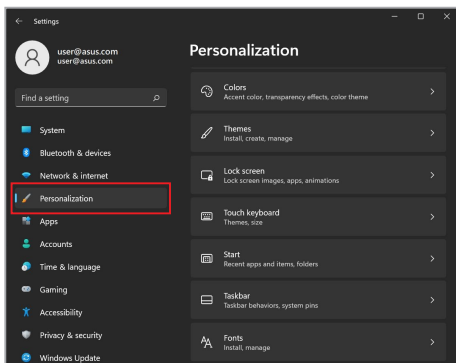 Settings
user@asus.com
user@asus.com
Find a setting
System
Bluetooth & devices
Network & internet
Personalization
Apps
Accounts
Time & language
Gaming
Accessibility
Privacy & security
Windows Update
Personalization
Colors
Accent color, transparency effects, color theme
Themes
Install, create, manage
Lock screen
Lock screen images, apps, animations
Touch keyboard
Themes, size
Start
Recent apps and items, folders
Taskbar
Taskbar behaviors, system pins
Fonts
Install, manage